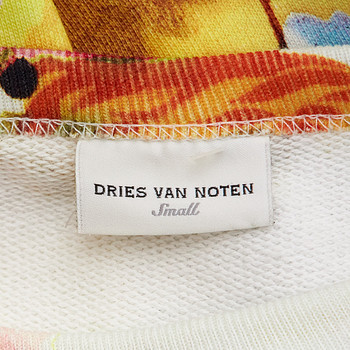 DRIES VAN NOTEN
Small